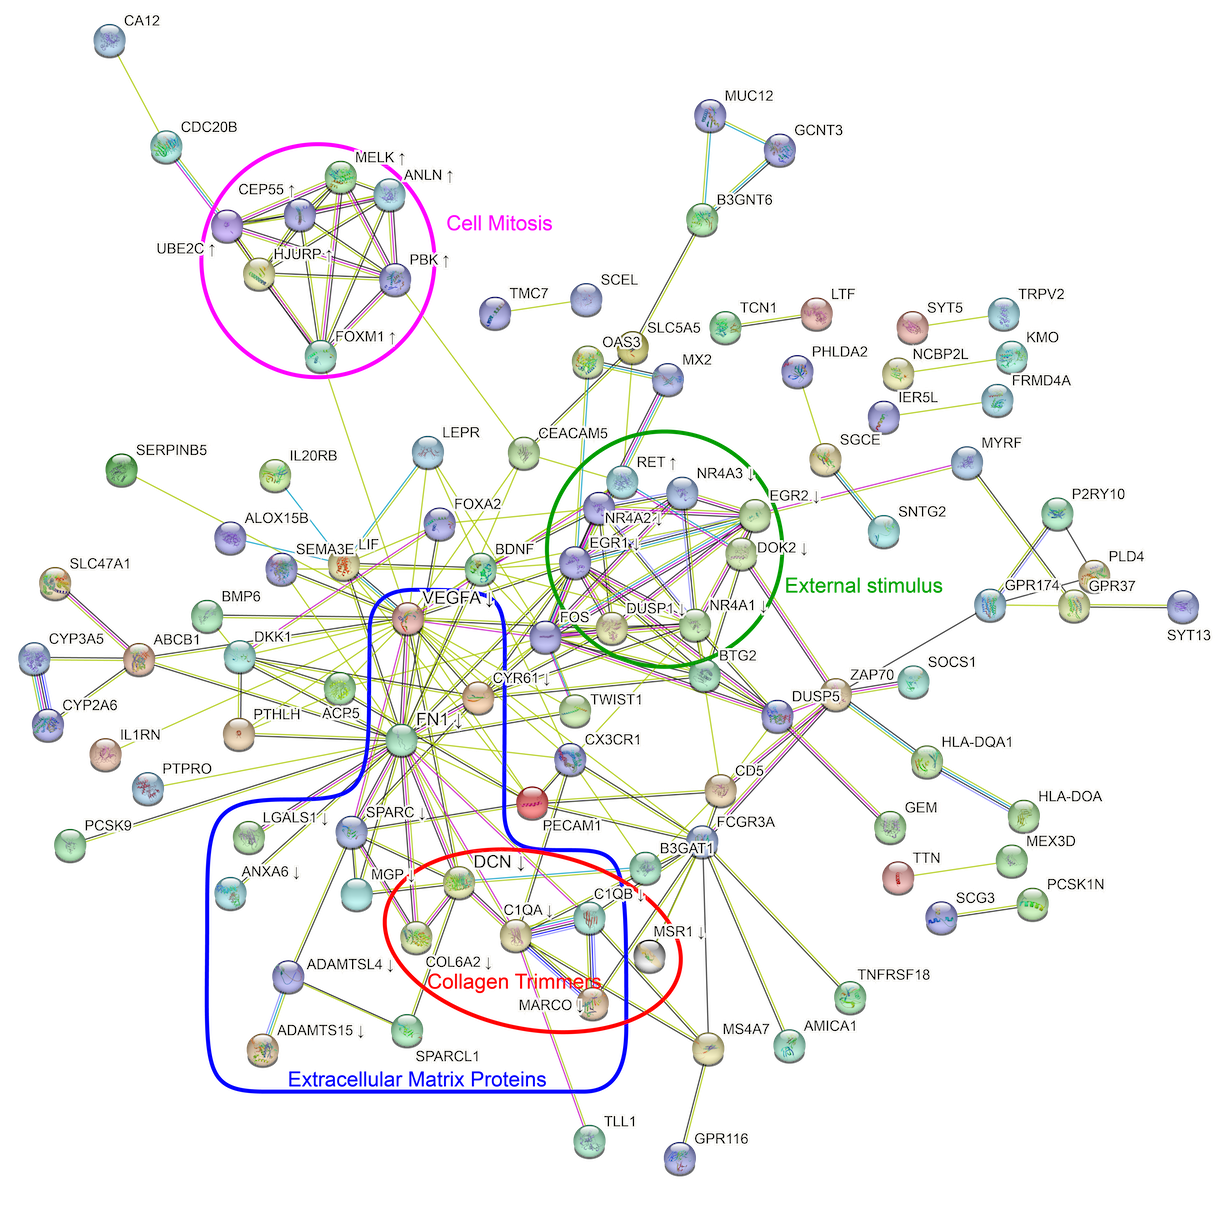 CA12
MUC12
CDC20B
GCNT3
MELK ↑
ANLN ↑
CEP55 ↑
B3GNT6
Cell Mitosis
UBE2C ↑
HJURP ↑
PBK ↑
SCEL
TMC7
TCN1
LTF
SYT5
TRPV2
FOXM1 ↑
SLC5A5
OAS3
MX2
PHLDA2
NCBP2L
KMO
FRMD4A
IER5L
SERPINB5
IL20RB
LEPR
CEACAM5
SGCE
MYRF
RET ↑
NR4A3 ↓
EGR2 ↓
P2RY10
FOXA2
ALOX15B
NR4A2 ↓
SNTG2
SEMA3E
LIF
BDNF
EGR1 ↓
DOK2 ↓
PLD4
SLC47A1
GPR174
GPR37
External stimulus
BMP6
VEGFA ↓
FOS
DUSP1 ↓
NR4A1 ↓
SYT13
CYP3A5
ABCB1
DKK1
BTG2
ZAP70
SOCS1
CYR61 ↓
CYP2A6
PTHLH
ACP5
FN1 ↓
TWIST1
DUSP5
IL1RN
CX3CR1
HLA-DQA1
PTPRO
CD5
HLA-DOA
PCSK9
LGALS1 ↓
SPARC ↓
PECAM1
FCGR3A
GEM
MEX3D
ANXA6 ↓
MGP ↓
DCN ↓
B3GAT1
TTN
C1QA ↓
C1QB ↓
SCG3
PCSK1N
MSR1 ↓
ADAMTSL4 ↓
COL6A2 ↓
Collagen Trimmers
MARCO ↓
TNFRSF18
ADAMTS15 ↓
SPARCL1
MS4A7
AMICA1
Extracellular Matrix Proteins
TLL1
GPR116